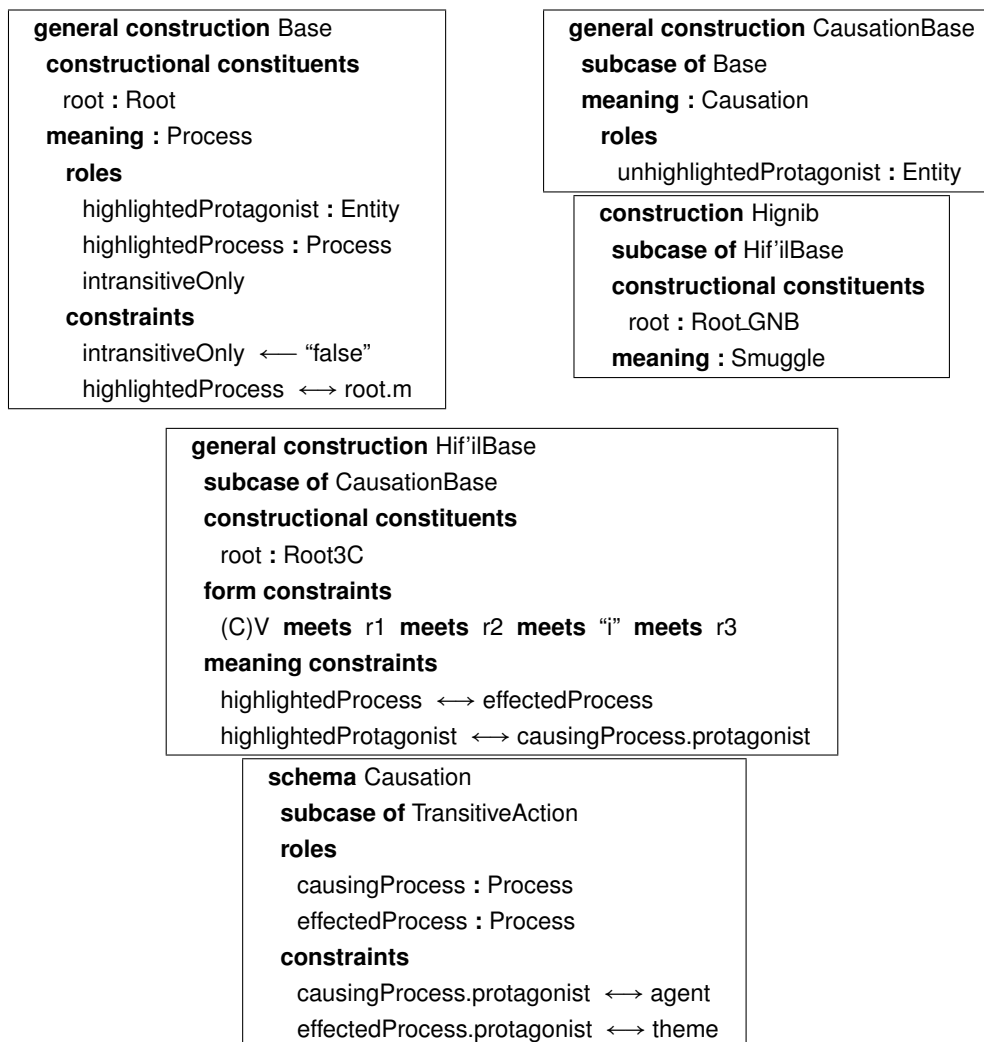 general construction Base
constructional constituents
root : Root
meaning : Process
roles
highlightedProtagonist : Entity
highlightedProcess : Process
intransitiveOnly
constraints
intransitiveOnly ⟵ “false”
highlightedProcess ⟷ root.m
general construction CausationBase
subcase of Base
meaning : Causation
roles
unhighlightedProtagonist : Entity
construction Hignib
subcase of Hif'ilBase
constructional constituents
root : Root_GNB
meaning : Smuggle
general construction Hif'ilBase
subcase of CausationBase
constructional constituents
root : Root3C
form constraints
(C)V meets r1 meets r2 meets “i” meets r3
meaning constraints
highlightedProcess ⟷ effectedProcess
highlightedProtagonist ⟷ causingProcess.protagonist
schema Causation
subcase of TransitiveAction
roles
causingProcess : Process
effectedProcess : Process
constraints
causingProcess.protagonist ⟷ agent
effectedProcess.protagonist ⟷ theme